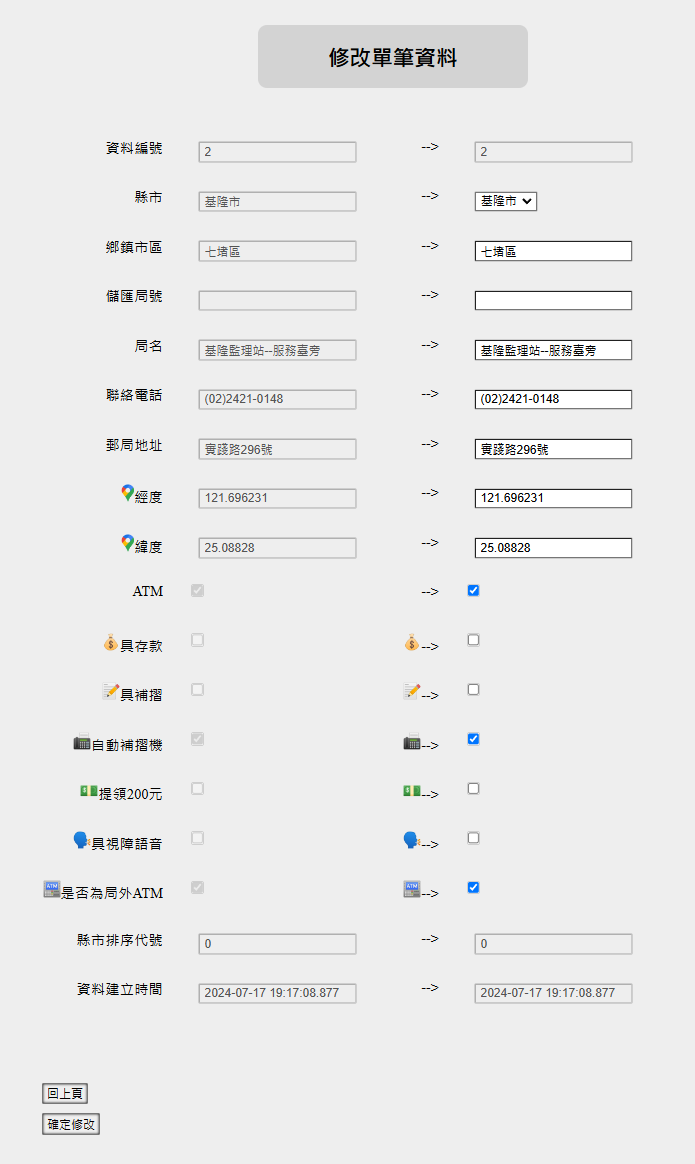 修改單筆資料
資料編號 2 --> 2
縣市 基隆市 --> 基隆市
鄉鎮市區 七堵區 --> 七堵區
儲匯局號 -->
局名 基隆監理站--服務臺旁 --> 基隆監理站--服務臺旁
聯絡電話 (02)2421-0148 --> (02)2421-0148
郵局地址 實踐路296號 --> 實踐路296號
經度 121.696231 --> 121.696231
緯度 25.08828 --> 25.08828
ATM -->
具存款 -->
具補摺 -->
自動補摺機 -->
提領200元 -->
具視障語音 -->
是否為局外ATM -->
縣市排序代號 0 --> 0
資料建立時間 2024-07-17 19:17:08.877 --> 2024-07-17 19:17:08.877
回上頁
確定修改